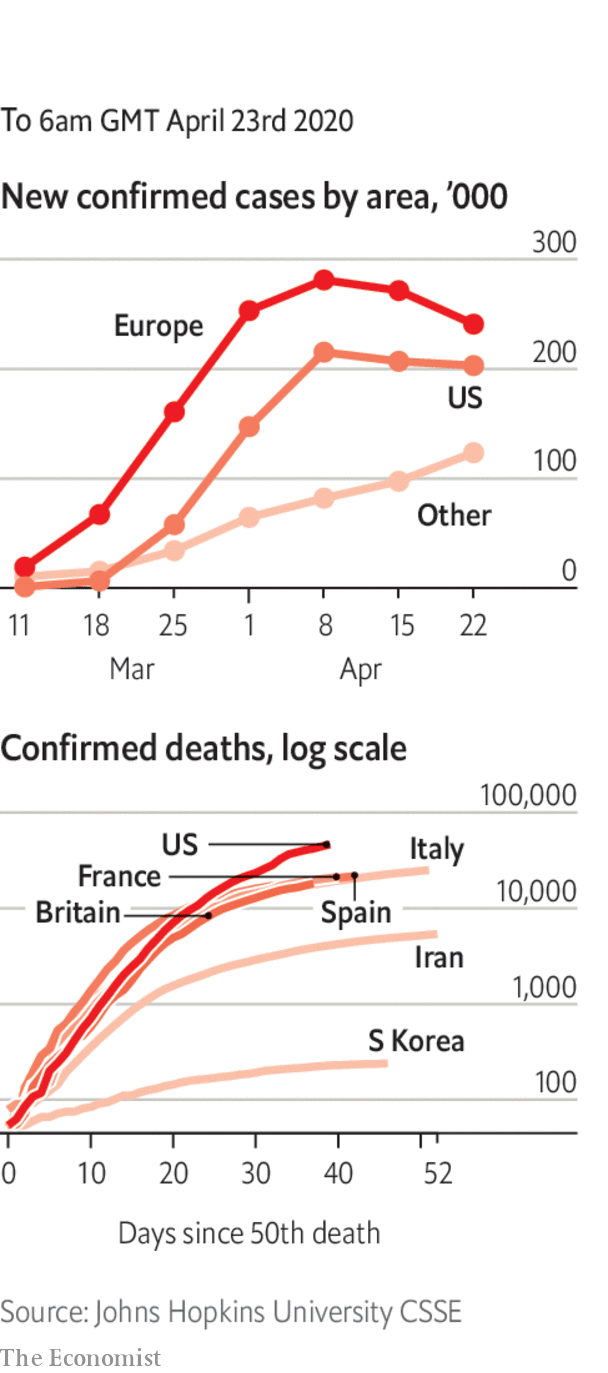 To 6am GMT April 23rd 2020
New confirmed cases by area, ’000
300
Europe
200
US
100
Other
0
11 18 25 1 8 15 22
Mar Apr
Confirmed deaths, log scale
100,000
US
Italy
France
10,000
Britain
Spain
Iran
1,000
S Korea
100
0 10 20 30 40 52
Days since 50th death
Source: Johns Hopkins University CSSE
The Economist